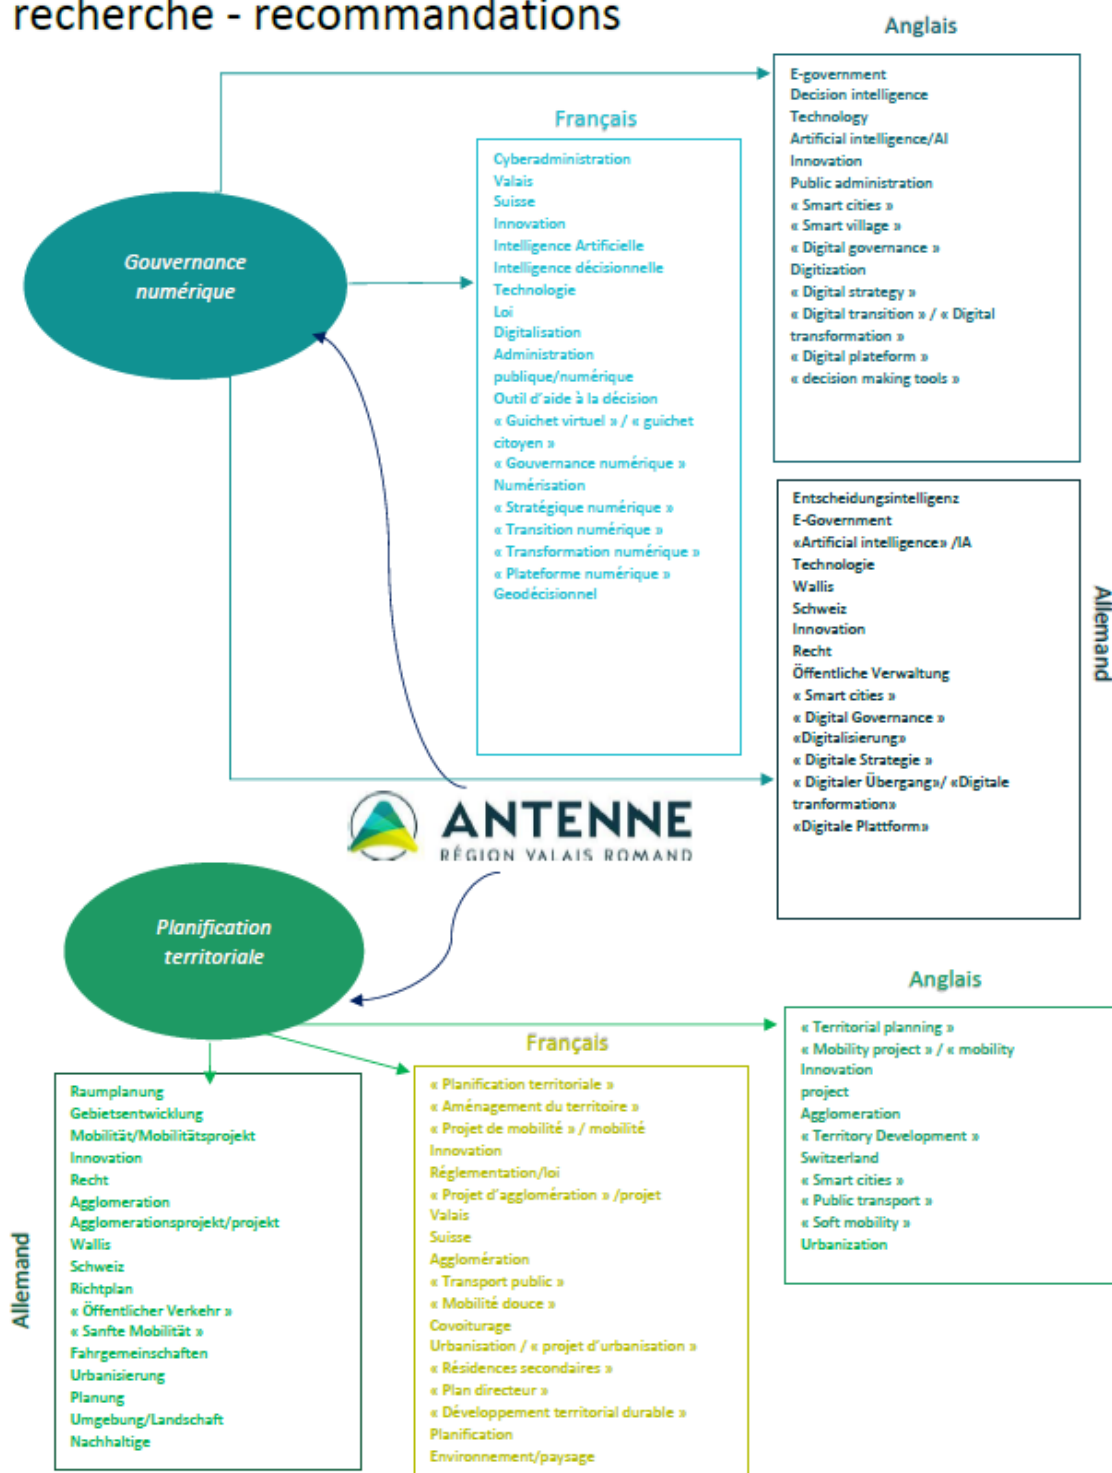 recherche - recommandations
Anglais
E-government
Decision intelligence
Technology
Artificial intelligence/AI
Innovation
Public administration
« Smart cities »
« Smart village »
« Digital governance »
Digitization
« Digital strategy »
« Digital transition » / « Digital
transformation »
« Digital plateform »
« decision making tools »
Français
Cyberadministration
Valais
Suisse
Innovation
Intelligence Artificielle
Intelligence décisionnelle
Technologie
Loi
Digitalisation
Administration
publique/numérique
Outil d'aide à la décision
« Guichet virtuel » / « guichet
citoyen »
« Gouvernance numérique »
Numérisation
« Stratégique numérique »
« Transition numérique »
« Transformation numérique »
« Plateforme numérique »
Geodécisionnel
Gouvernance
numérique
Entscheidungsintelligenz
E-Government
«Artificial intelligence» /IA
Technologie
Wallis
Schweiz
Innovation
Recht
Öffentliche Verwaltung
« Smart cities »
« Digital Governance »
«Digitalisierung»
« Digitale Strategie »
« Digitaler Übergang»/ «Digitale
tranformation»
«Digitale Plattform»
Allemand
ANTENNE
RÉGION VALAIS ROMAND
Planification
territoriale
Anglais
« Territorial planning »
« Mobility project » / « mobility
Innovation
project
Agglomeration
« Territory Development »
Switzerland
« Smart cities »
« Public transport »
« Soft mobility »
Urbanization
Français
« Planification territoriale »
« Aménagement du territoire »
« Projet de mobilité » / mobilité
Innovation
Réglementation/loi
« Projet d'agglomération » /projet
Valais
Suisse
Agglomération
« Transport public »
« Mobilité douce »
Covoiturage
Urbanisation / « projet d'urbanisation »
« Résidences secondaires »
« Plan directeur »
« Développement territorial durable »
Planification
Environnement/paysage
Allemand
Raumplanung
Gebietsentwicklung
Mobilität/Mobilitätsprojekt
Innovation
Recht
Agglomeration
Agglomerationsprojekt/projekt
Wallis
Schweiz
Richtplan
« Öffentlicher Verkehr »
« Sanfte Mobilität »
Fahrgemeinschaften
Urbanisierung
Planung
Umgebung/Landschaft
Nachhaltige